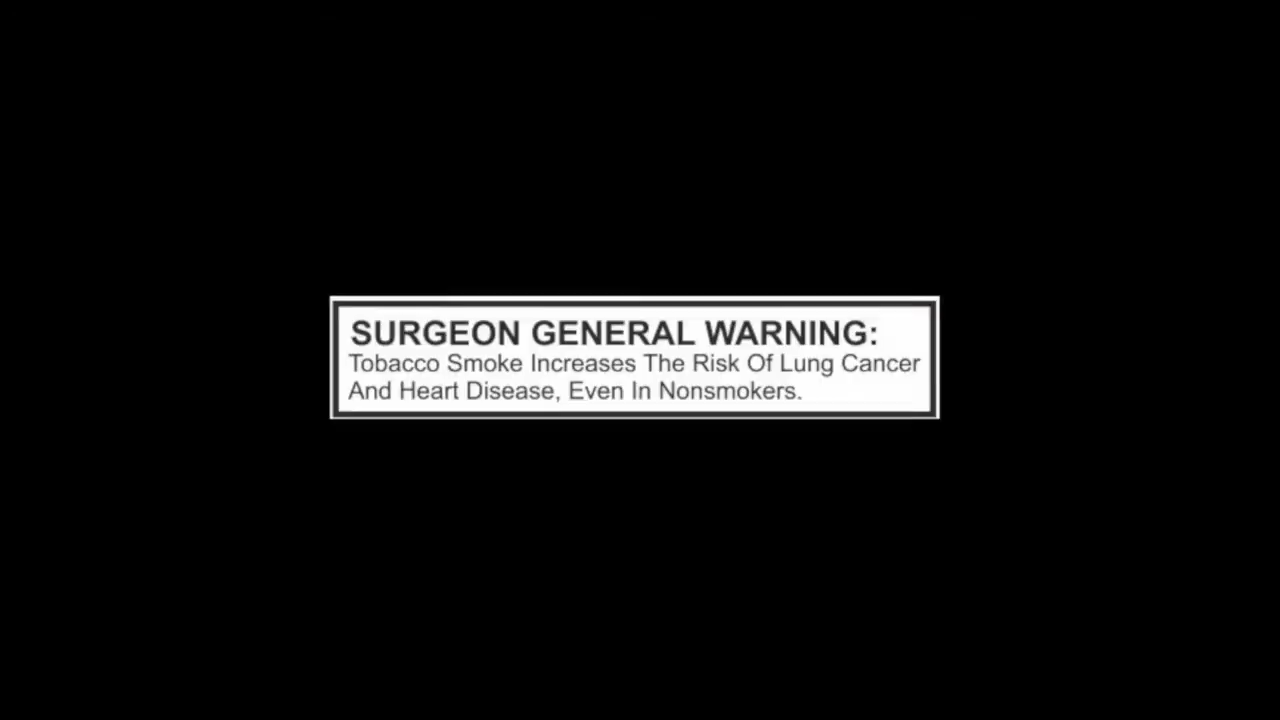 SURGEON GENERAL WARNING:
Tobacco Smoke Increases The Risk Of Lung Cancer
And Heart Disease, Even In Nonsmokers.